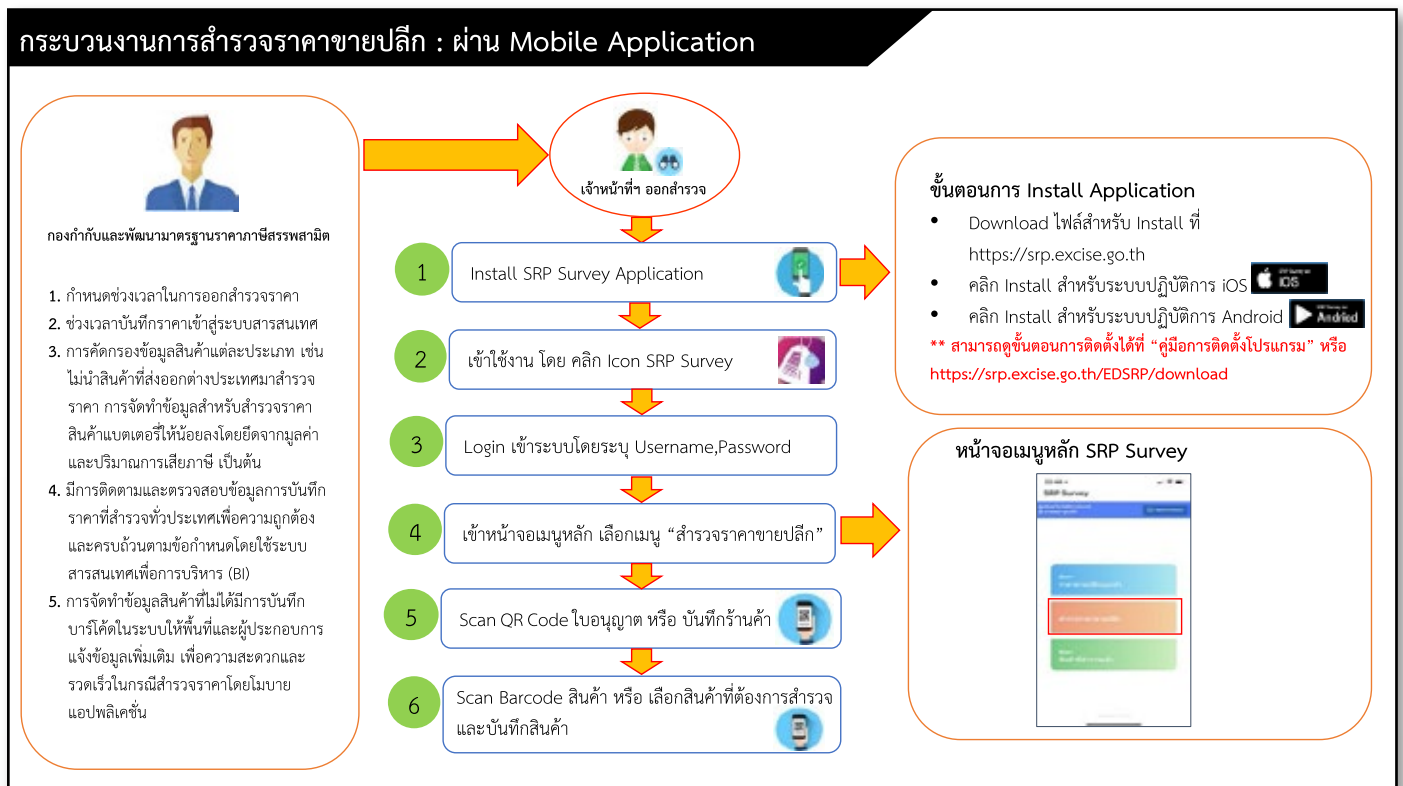 กระบวนงานการสำรวจราคาขายปลีก : ผ่าน Mobile Application
กองกำกับและพัฒนามาตรฐานราคาภาษีสรรพสามิต
1. กำหนดช่วงเวลาในการออกสำรวจราคา
2. ช่วงเวลาบันทึกราคาเข้าสู่ระบบสารสนเทศ
3. การคัดกรองข้อมูลสินค้าแต่ละประเภท เช่น
ไม่นำสินค้าที่ส่งออกต่างประเทศมาสำรวจ
ราคา การจัดทำข้อมูลสำหรับสำรวจราคา
สินค้าแบตเตอรี่ให้น้อยลงโดยยึดจากมูลค่า
และปริมาณการเสียภาษี เป็นต้น
4. มีการติดตามและตรวจสอบข้อมูลการบันทึก
ราคาที่สำรวจทั่วประเทศเพื่อความถูกต้อง
และครบถ้วนตามข้อกำหนดโดยใช้ระบบ
สารสนเทศเพื่อการบริหาร (BI)
5. การจัดทำข้อมูลสินค้าที่ไม่ได้มีการบันทึก
บาร์โค้ดในระบบให้พื้นที่และผู้ประกอบการ
แจ้งข้อมูลเพิ่มเติม เพื่อความสะดวกและ
รวดเร็วในกรณีสำรวจราคาโดยโมบาย
แอปพลิเคชั่น
เจ้าหน้าที่ฯ ออกสำรวจ
1 Install SRP Survey Application
2 เข้าใช้งาน โดย คลิก Icon SRP Survey
3 Login เข้าระบบโดยระบุ Username,Password
4 เข้าหน้าจอเมนูหลัก เลือกเมนู “สำรวจราคาขายปลีก”
5 Scan QR Code ใบอนุญาต หรือ บันทึกร้านค้า
6 Scan Barcode สินค้า หรือ เลือกสินค้าที่ต้องการสำรวจ
และบันทึกสินค้า
ขั้นตอนการ Install Application
• Download ไฟล์สำหรับ Install ที่
https://srp.excise.go.th
• คลิก Install สำหรับระบบปฏิบัติการ iOS iOS
• คลิก Install สำหรับระบบปฏิบัติการ Android Andried
** สามารถดูขั้นตอนการติดตั้งได้ที่ “คู่มือการติดตั้งโปรแกรม” หรือ
https://srp.excise.go.th/EDSRP/download
หน้าจอเมนูหลัก SRP Survey
SRP Survey